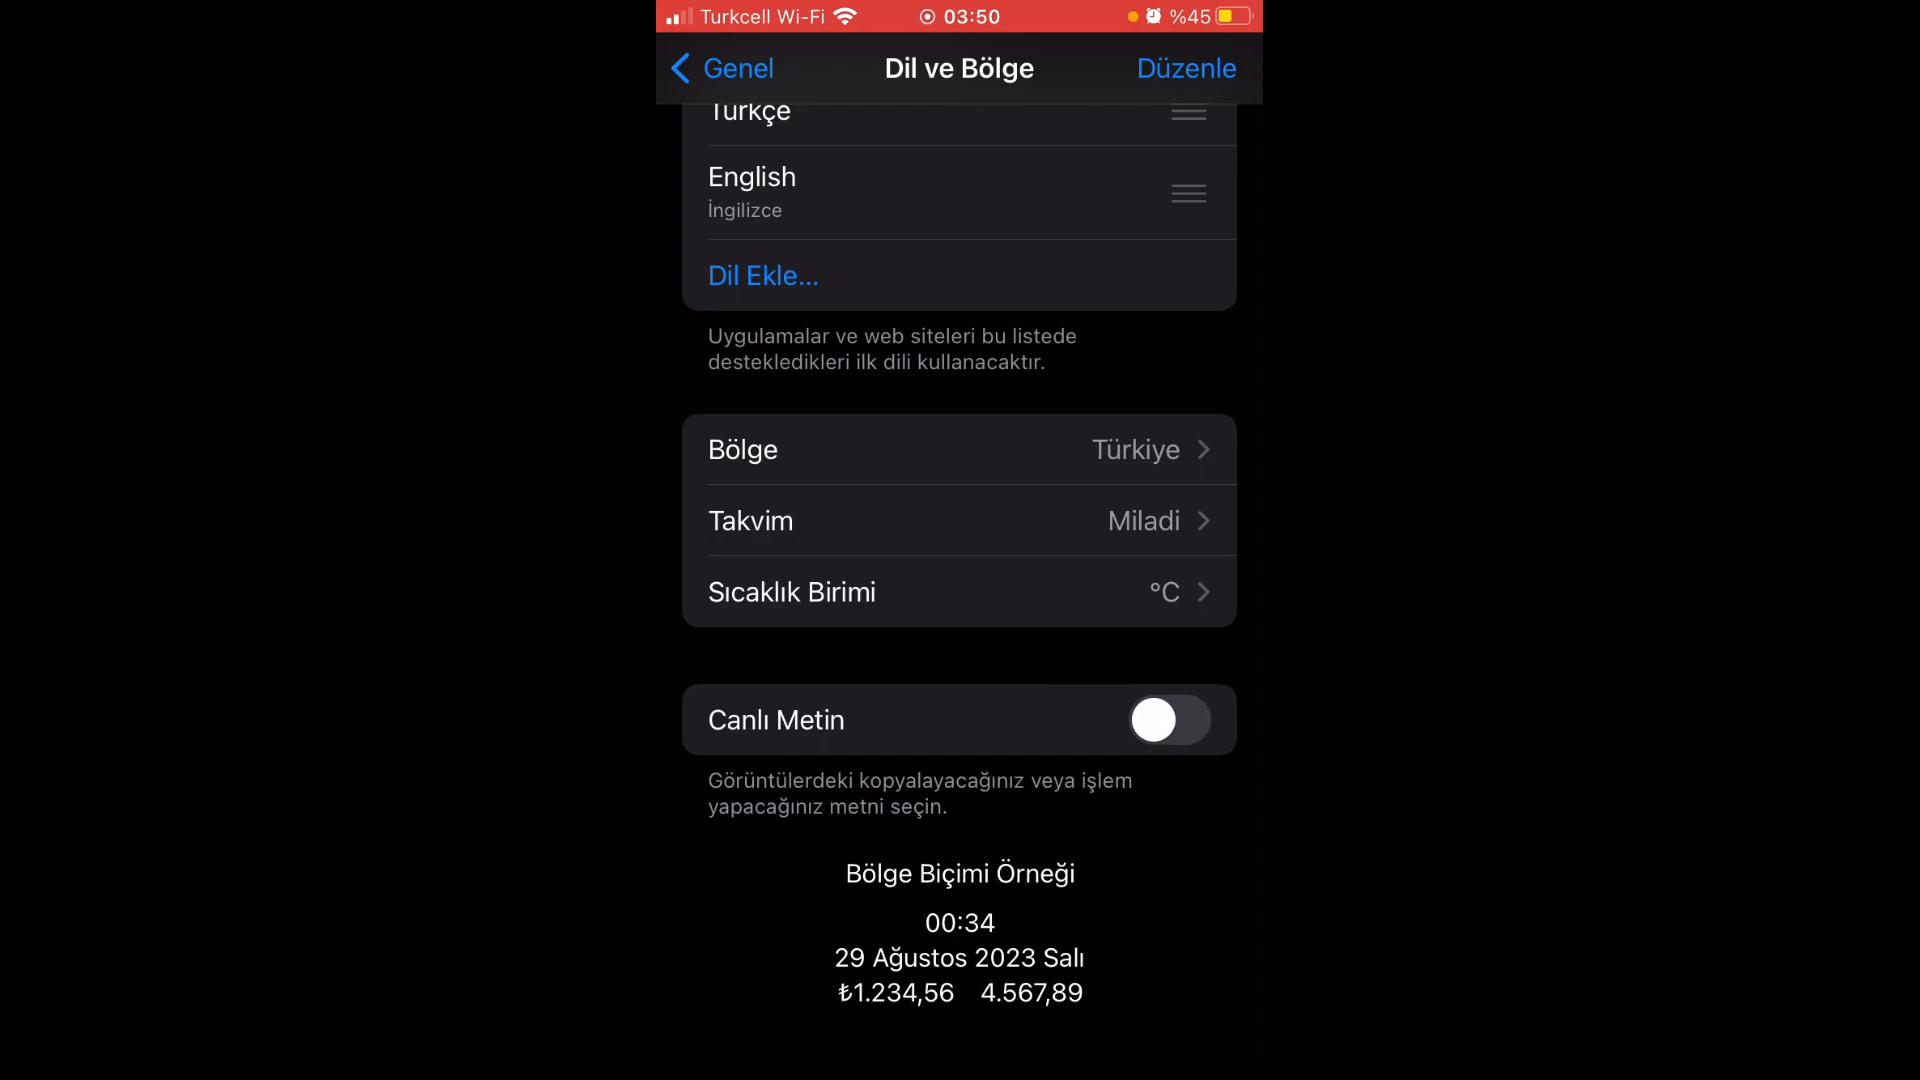 Turkcell Wi-Fi 03:50 %45
Genel Dil ve Bölge Düzenle
Türkçe
English
İngilizce
Dil Ekle...
Uygulamalar ve web siteleri bu listede
destekledikleri ilk dili kullanacaktır.
Bölge Türkiye
Takvim Miladi
Sıcaklık Birimi °C
Canlı Metin
Görüntülerdeki kopyalayacağınız veya işlem
yapacağınız metni seçin.
Bölge Biçimi Örneği
00:34
29 Ağustos 2023 Salı
₺1.234,56 4.567,89